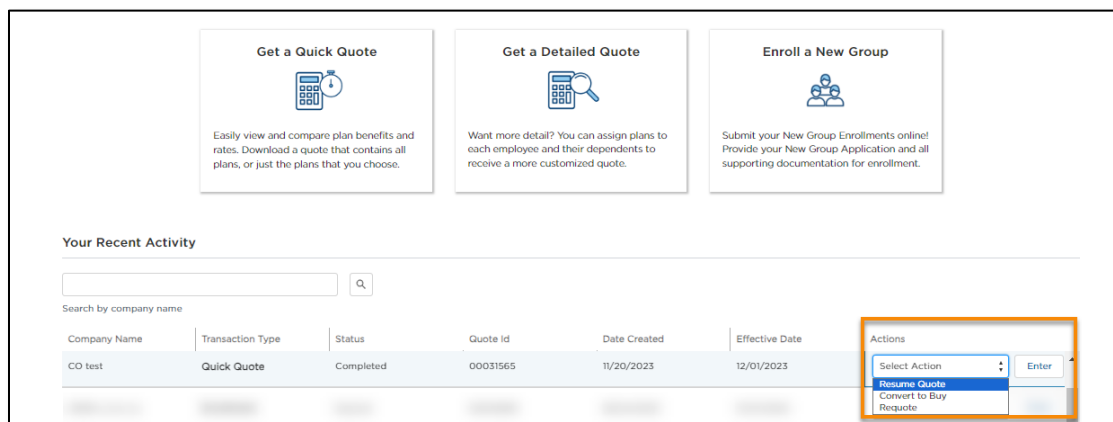 Get a Quick Quote
Easily view and compare plan benefits and
rates. Download a quote that contains all
plans, or just the plans that you choose.
Get a Detailed Quote
Want more detail? You can assign plans to
each employee and their dependents to
receive a more customized quote.
Enroll a New Group
Submit your New Group Enrollments online!
Provide your New Group Application and all
supporting documentation for enrollment.
Your Recent Activity
Search by company name
Company Name Transaction Type Status Quote Id Date Created Effective Date Actions
CO test Quick Quote Completed 00031565 11/20/2023 12/01/2023 Select Action Enter
Resume Quote
Convert to Buy
Requote